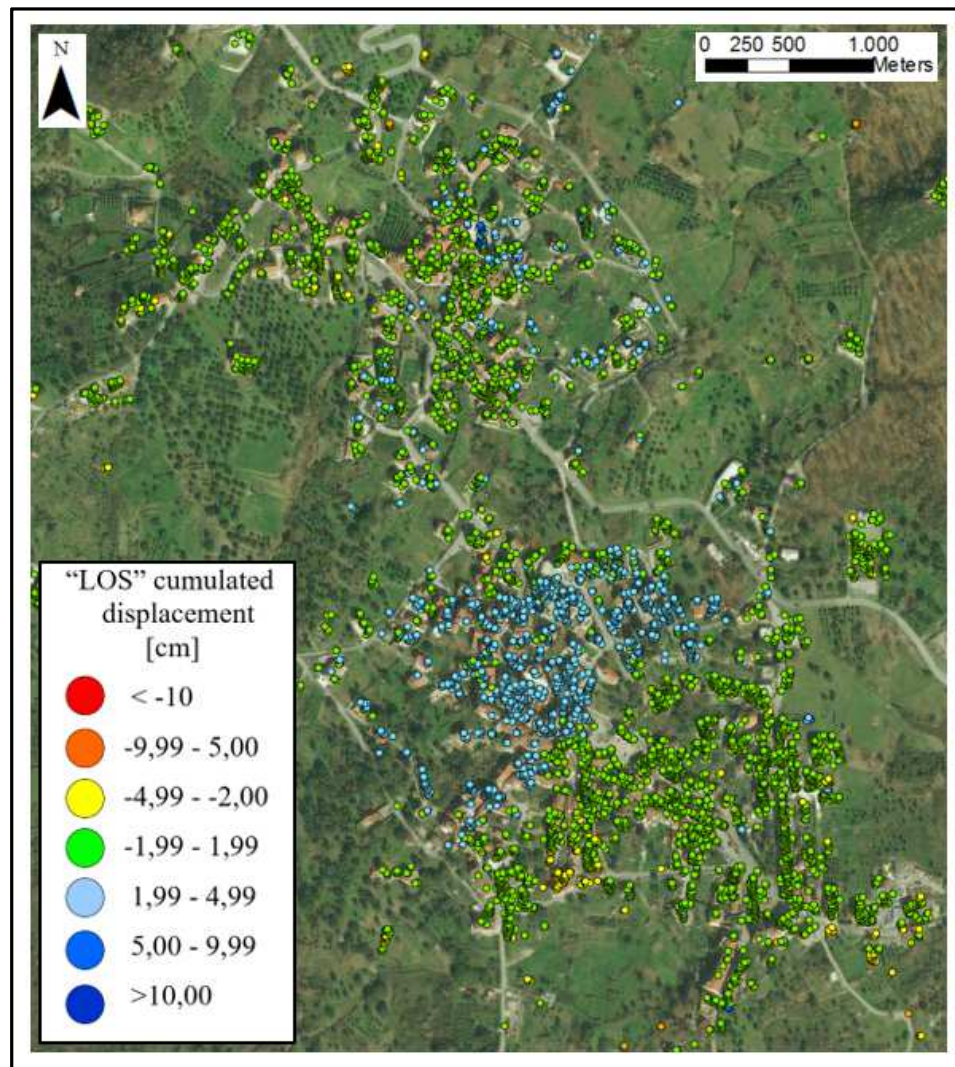 N
0 250 500 1.000
Meters
“LOS” cumulated
displacement
[cm]
< -10
-9,99 - 5,00
-4,99 - -2,00
-1,99 - 1,99
1,99 - 4,99
5,00 - 9,99
>10,00